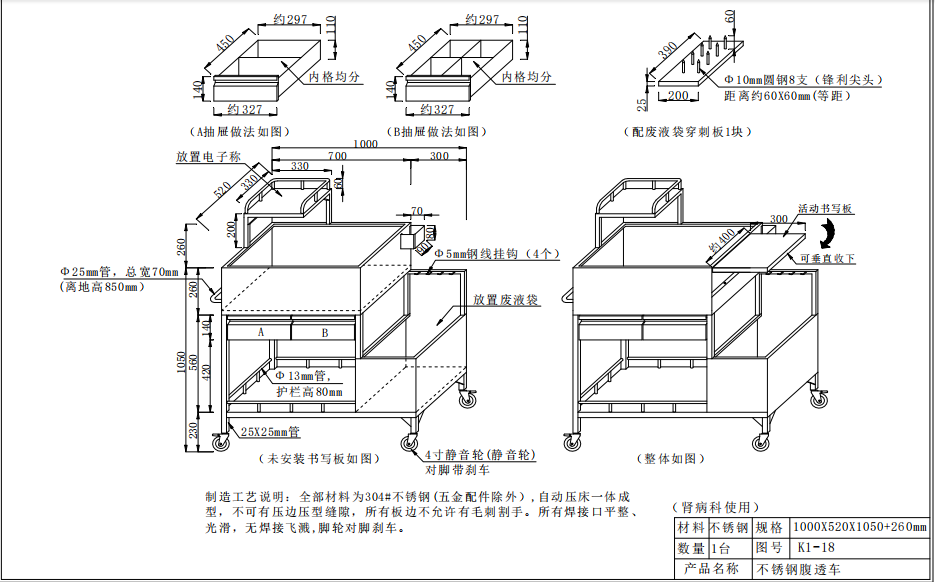 约297
110
450
内格均分
140
约327
(A抽屉做法如图)
约297
110
450
内格均分
140
约327
(B抽屉做法如图)
60
390
Φ10mm圆钢8支（锋利尖头）
距离约60X60mm(等距)
25
200
(配废液袋穿刺板1块)
1000
700
300
放置电子称
330
520
330
60
200
70
80
90
260
Φ5mm钢线挂钩（4个）
Φ25mm管，总宽70mm
(离地高850mm)
260
放置废液袋
A
B
140
1050
560
420
Φ13mm管，
护栏高80mm
230
25X25mm管
4寸静音轮(静音轮)
对脚带刹车
(未安装书写板如图)
300
活动书写板
约400
可垂直收下
(整体如图)
制造工艺说明：全部材料为304#不锈钢(五金配件除外）,自动压床一体成
型，不可有压边压型缝隙，所有板边不允许有毛刺割手。所有焊接口平整、
光滑，无焊接飞溅,脚轮对脚刹车。
(肾病科使用)
材料 不锈钢 规格 1000X520X1050+260mm
数量 1台 图号 K1-18
产品名称 不锈钢腹透车